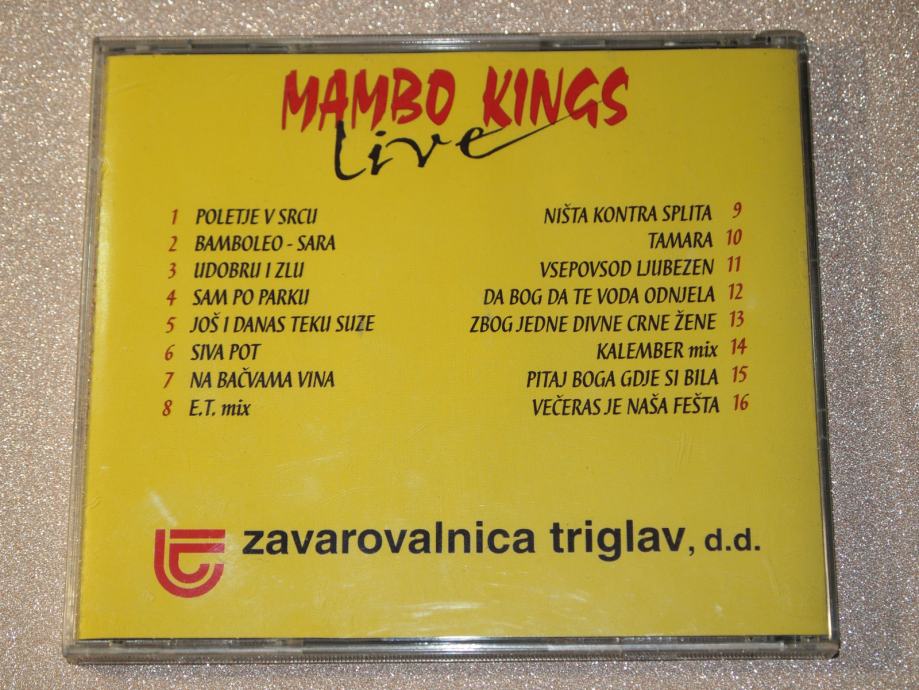 MAMBO KINGS
live
1 POLETJE V SRCU
2 BAMBOLEO - SARA
3 UDOBRU I ZLU
4 SAM PO PARKU
5 JOŠ I DANAS TEKU SUZE
6 SIVA POT
7 NA BAČVAMA VINA
8 E.T. mix
NIŠTA KONTRA SPLITA 9
TAMARA 10
VSEPOVSOD LJUBEZEN 11
DA BOG DA TE VODA ODNJELA 12
ZBOG JEDNE DIVNE CRNE ŽENE 13
KALEMBER mix 14
PITAJ BOGA GDJE SI BILA 15
VEČERAS JE NAŠA FEŠTA 16
zavarovalnica triglav, d.d.